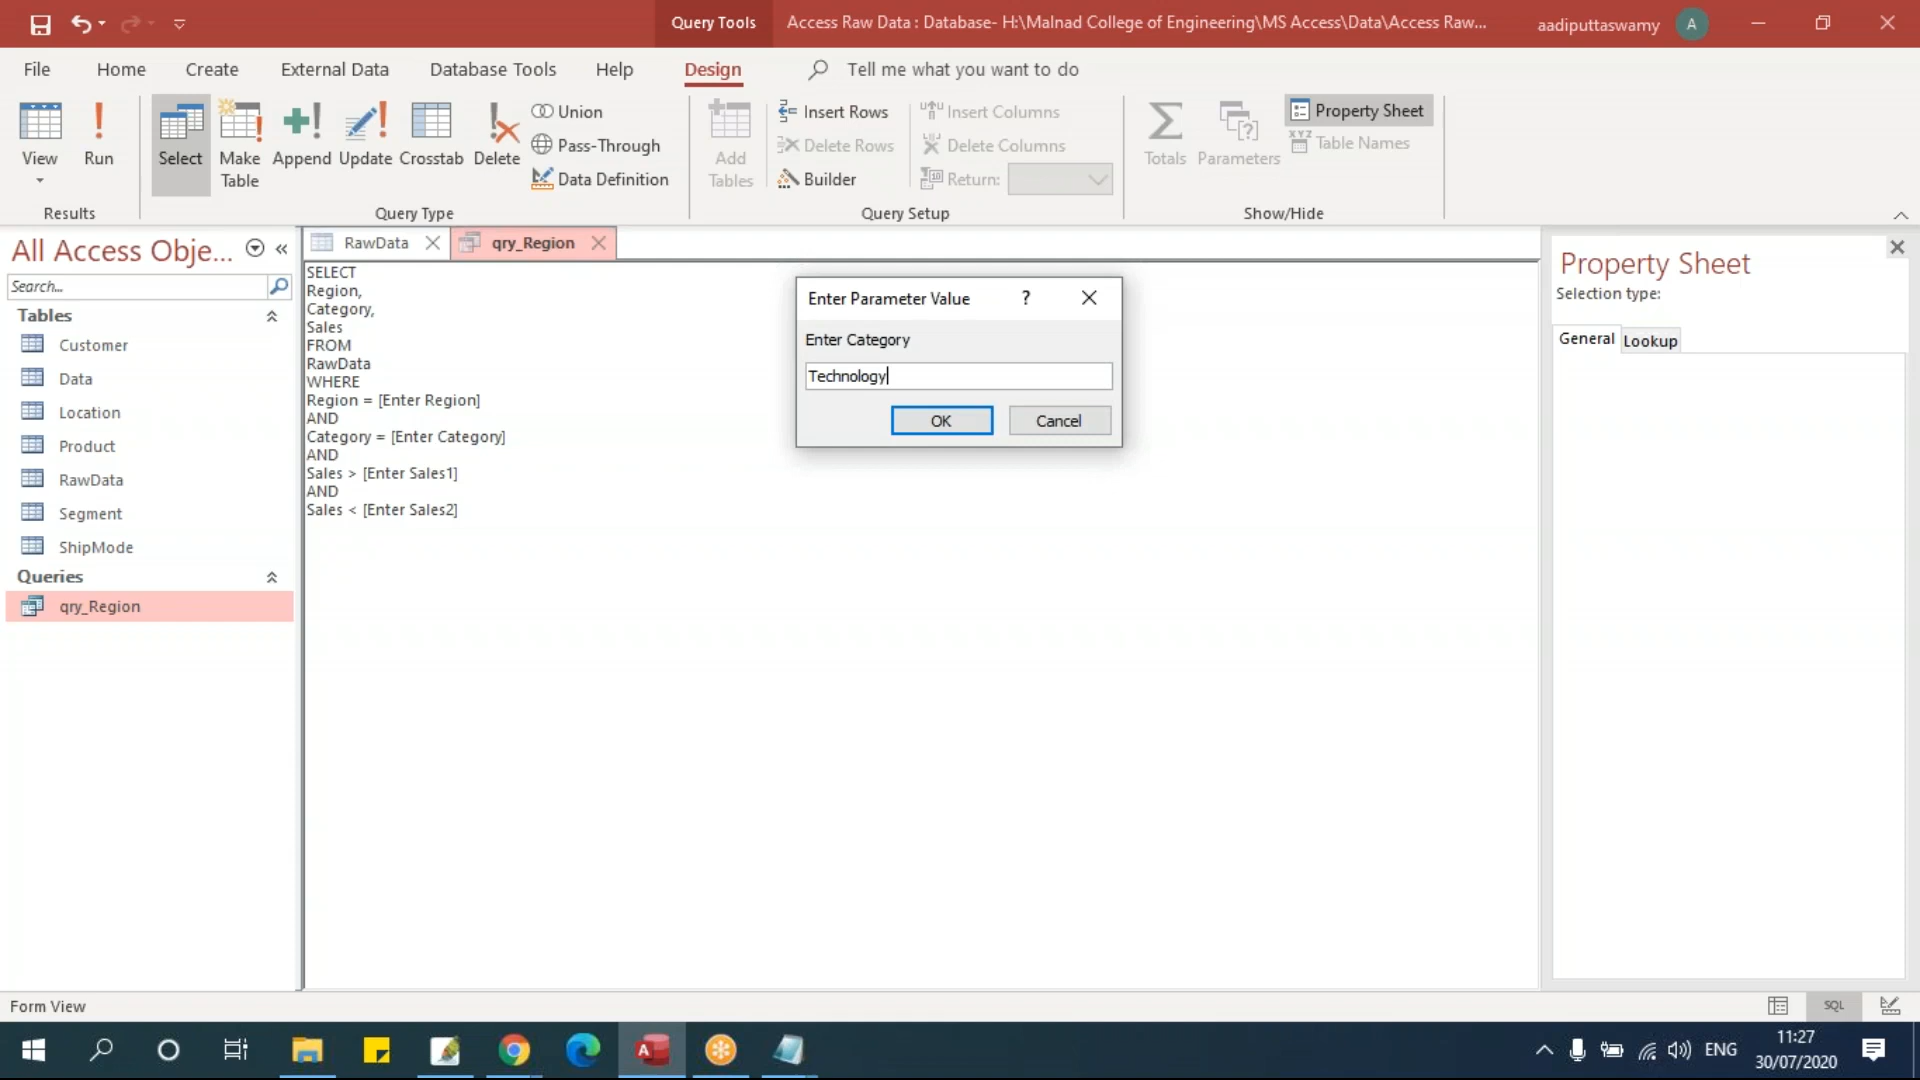 Query Tools
Access Raw Data : Database- H:\Malnad College of Engineering\MS Access\Data\Access Raw...
aadiputtaswamy
A
File
Home
Create
External Data
Database Tools
Help
Design
Tell me what you want to do
View
Run
Select
Make Table
Append
Update
Crosstab
Delete
Union
Pass-Through
Data Definition
Add Tables
Insert Rows
Delete Rows
Builder
Insert Columns
Delete Columns
Return:
Totals
Parameters
Property Sheet
Table Names
Results
Query Type
Query Setup
Show/Hide
All Access Obje...
Search...
Tables
Customer
Data
Location
Product
RawData
Segment
ShipMode
Queries
qry_Region
RawData
qry_Region
SELECT
Region,
Category,
Sales
FROM
RawData
WHERE
Region = [Enter Region]
AND
Category = [Enter Category]
AND
Sales > [Enter Sales1]
AND
Sales < [Enter Sales2]
Enter Parameter Value
?
Enter Category
Technology
OK
Cancel
Property Sheet
Selection type:
General
Lookup
Form View
SQL
ENG
11:27
30/07/2020